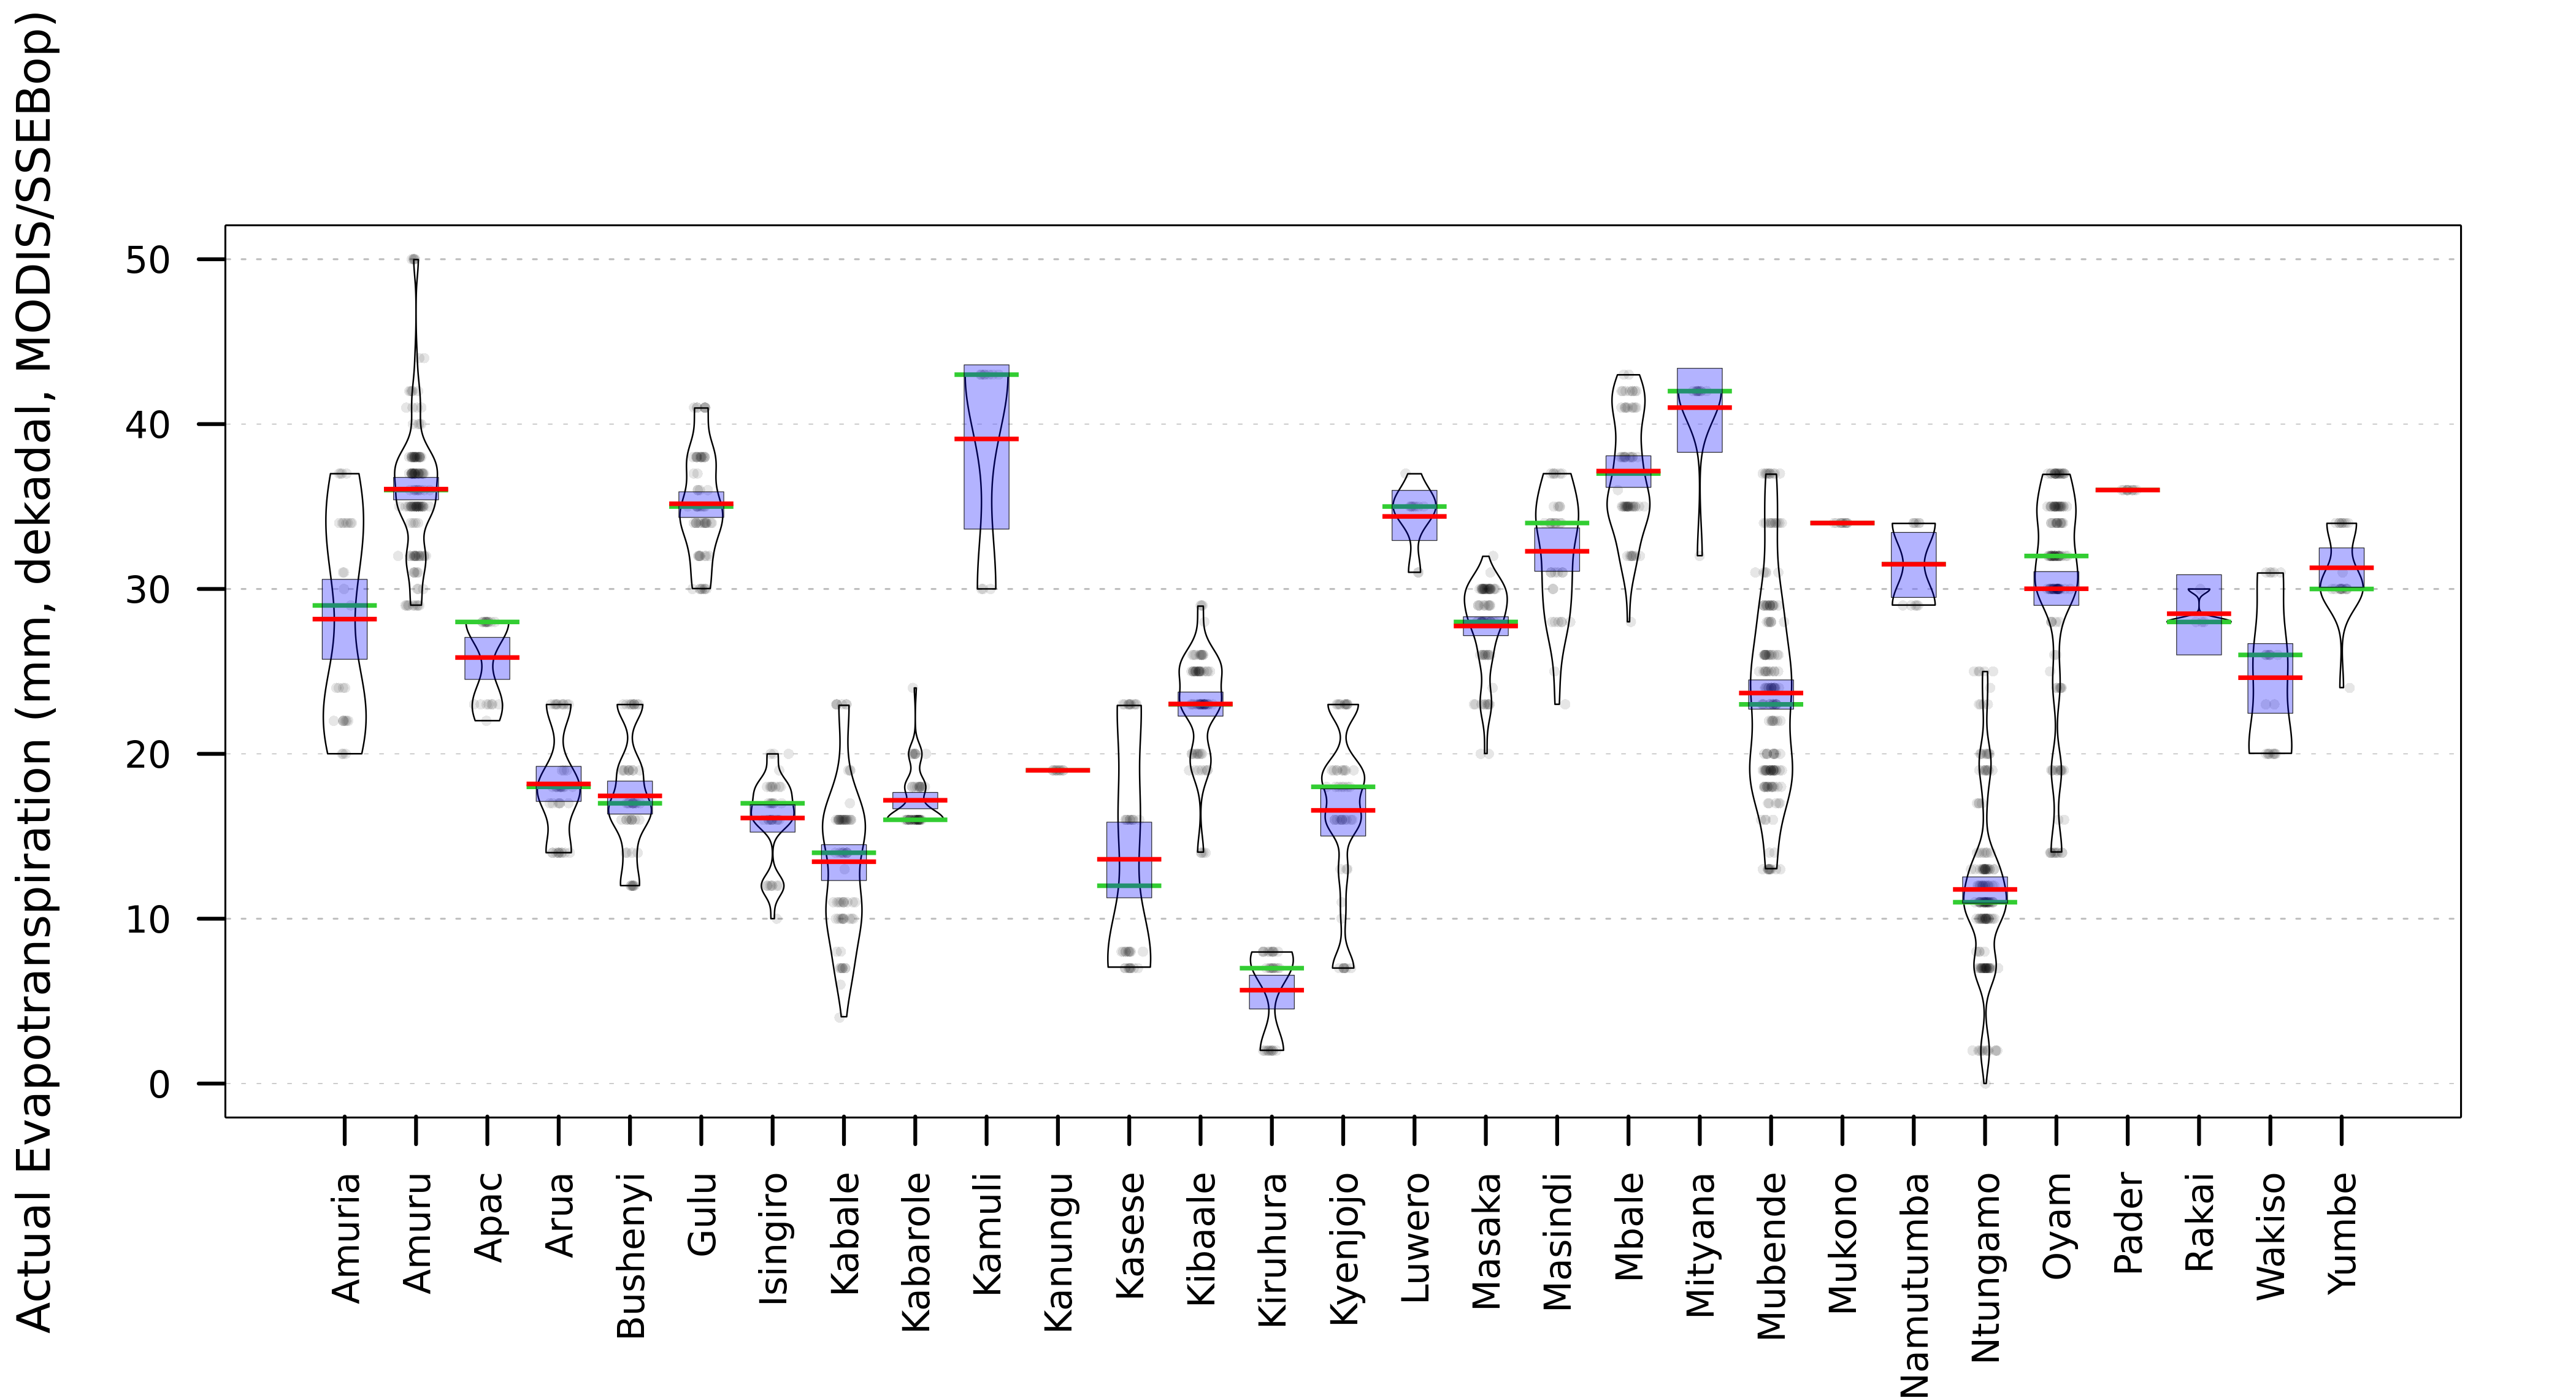 Actual Evapotranspiration (mm, dekadal, MODIS/SSEBop)
50
40
30
20
10
0
Amuria
Amuru
Apac
Arua
Bushenyi
Gulu
Isingiro
Kabale
Kabarole
Kamuli
Kanungu
Kasese
Kibaale
Kiruhura
Kyenjojo
Luwero
Masaka
Masindi
Mbale
Mityana
Mubende
Mukono
Namutumba
Ntungamo
Oyam
Pader
Rakai
Wakiso
Yumbe